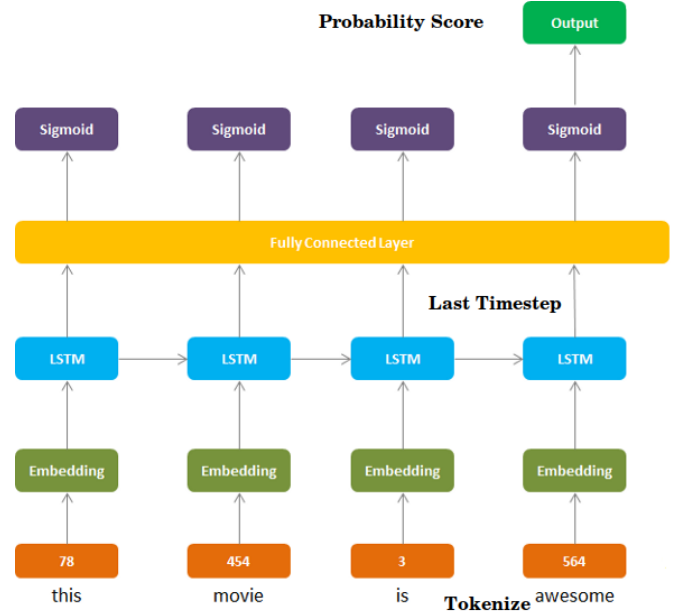 Probability Score Output
Sigmoid Sigmoid Sigmoid Sigmoid
Fully Connected Layer
Last Timestep
LSTM LSTM LSTM LSTM
Embedding Embedding Embedding Embedding
78 454 3 564
this movie is awesome
Tokenize